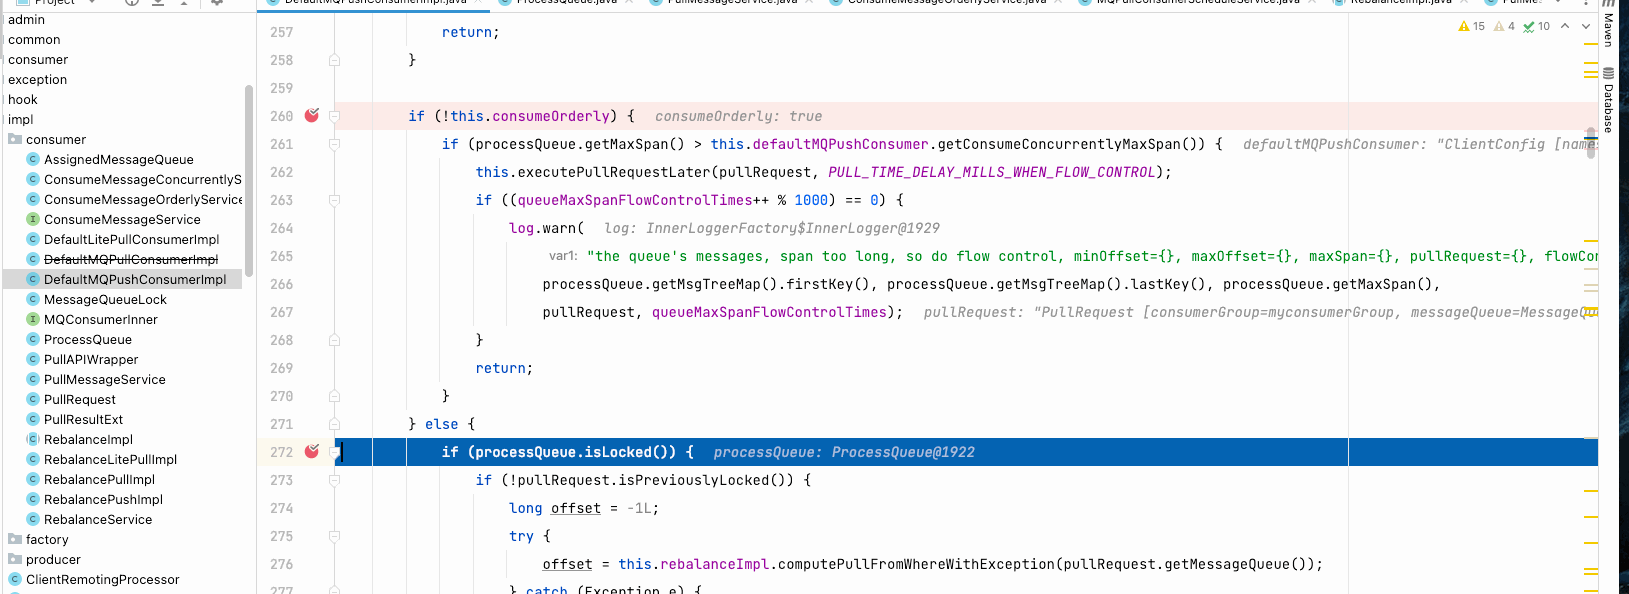 Project
DefaultMQPushConsumerImpl.java
ProcessQueue.java
PullMessageService.java
ConsumeMessageOrderlyService.java
MQPullConsumerScheduleService.java
RebalanceImpl.java
admin
common
consumer
exception
hook
impl
consumer
AssignedMessageQueue
ConsumeMessageConcurrentlyS
ConsumeMessageOrderlyService
ConsumeMessageService
DefaultLitePullConsumerImpl
DefaultMQPullConsumerImpl
DefaultMQPushConsumerImpl
MessageQueueLock
MQConsumerInner
ProcessQueue
PullAPIWrapper
PullMessageService
PullRequest
PullResultExt
RebalanceImpl
RebalanceLitePullImpl
RebalancePullImpl
RebalancePushImpl
RebalanceService
factory
producer
ClientRemotingProcessor
15 4 10
257 return;
258 }
259
260 if (!this.consumeOrderly) { consumeOrderly: true
261 if (processQueue.getMaxSpan() > this.defaultMQPushConsumer.getConsumeConcurrentlyMaxSpan()) { defaultMQPushConsumer: "ClientConfig [name
262 this.executePullRequestLater(pullRequest, PULL_TIME_DELAY_MILLS_WHEN_FLOW_CONTROL);
263 if ((queueMaxSpanFlowControlTimes++ % 1000) == 0) {
264 log.warn( log: InnerLoggerFactory$InnerLogger@1929
265 var1: "the queue's messages, span too long, so do flow control, minOffset={}, maxOffset={}, maxSpan={}, pullRequest={}, flowCon
266 processQueue.getMsgTreeMap().firstKey(), processQueue.getMsgTreeMap().lastKey(), processQueue.getMaxSpan(),
267 pullRequest, queueMaxSpanFlowControlTimes); pullRequest: "PullRequest [consumerGroup=myconsumerGroup, messageQueue=MessageQu
268 }
269 return;
270 }
271 } else {
272 if (processQueue.isLocked()) { processQueue: ProcessQueue@1922
273 if (!pullRequest.isPreviouslyLocked()) {
274 long offset = -1L;
275 try {
276 offset = this.rebalanceImpl.computePullFromWhereWithException(pullRequest.getMessageQueue());
277 } catch (Exception e) {
Maven
Database